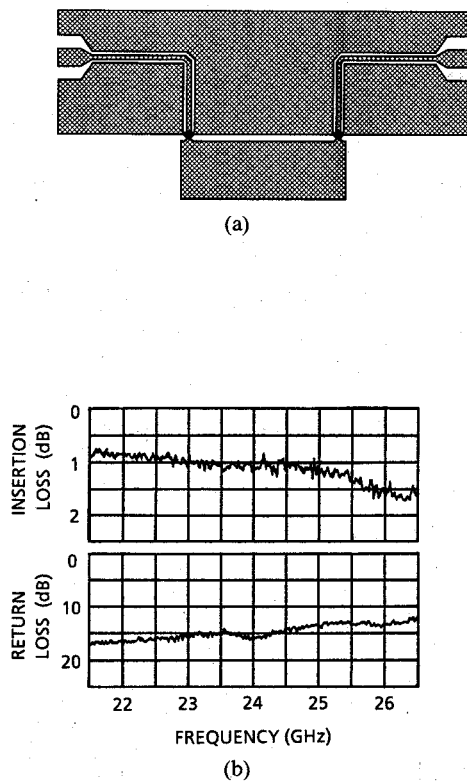 (a)
0
1
2
INSERTION
LOSS (dB)
0
10
20
RETURN
LOSS (dB)
22 23 24 25 26
FREQUENCY (GHz)
(b)